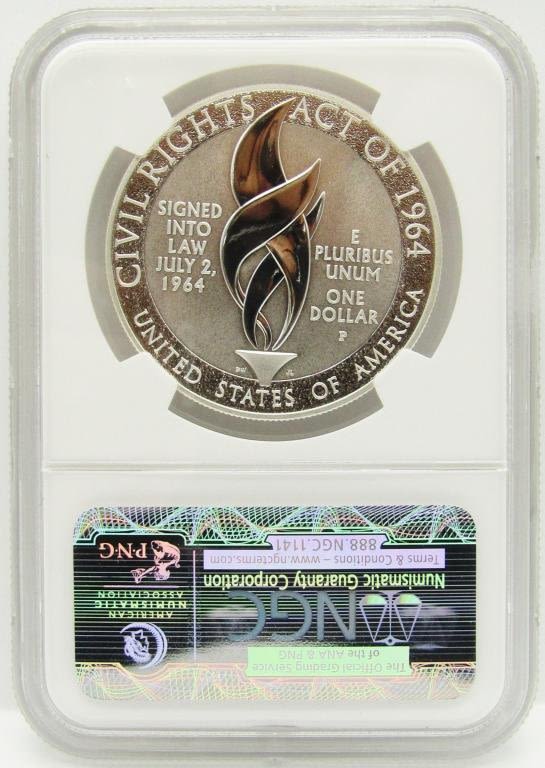 CIVIL RIGHTS ACT OF 1964
SIGNED
INTO
LAW
JULY 2,
1964
E
PLURIBUS
UNUM
ONE
DOLLAR
P
UNITED STATES OF AMERICA
The Official Grading Service
of the ANA & PNG
NGC
Numismatic Guaranty Corporation
Terms & Conditions – www.ngcterms.com
888.NGC.1141
AMERICAN
NUMISMATIC
ASSOCIATION
P·N·G